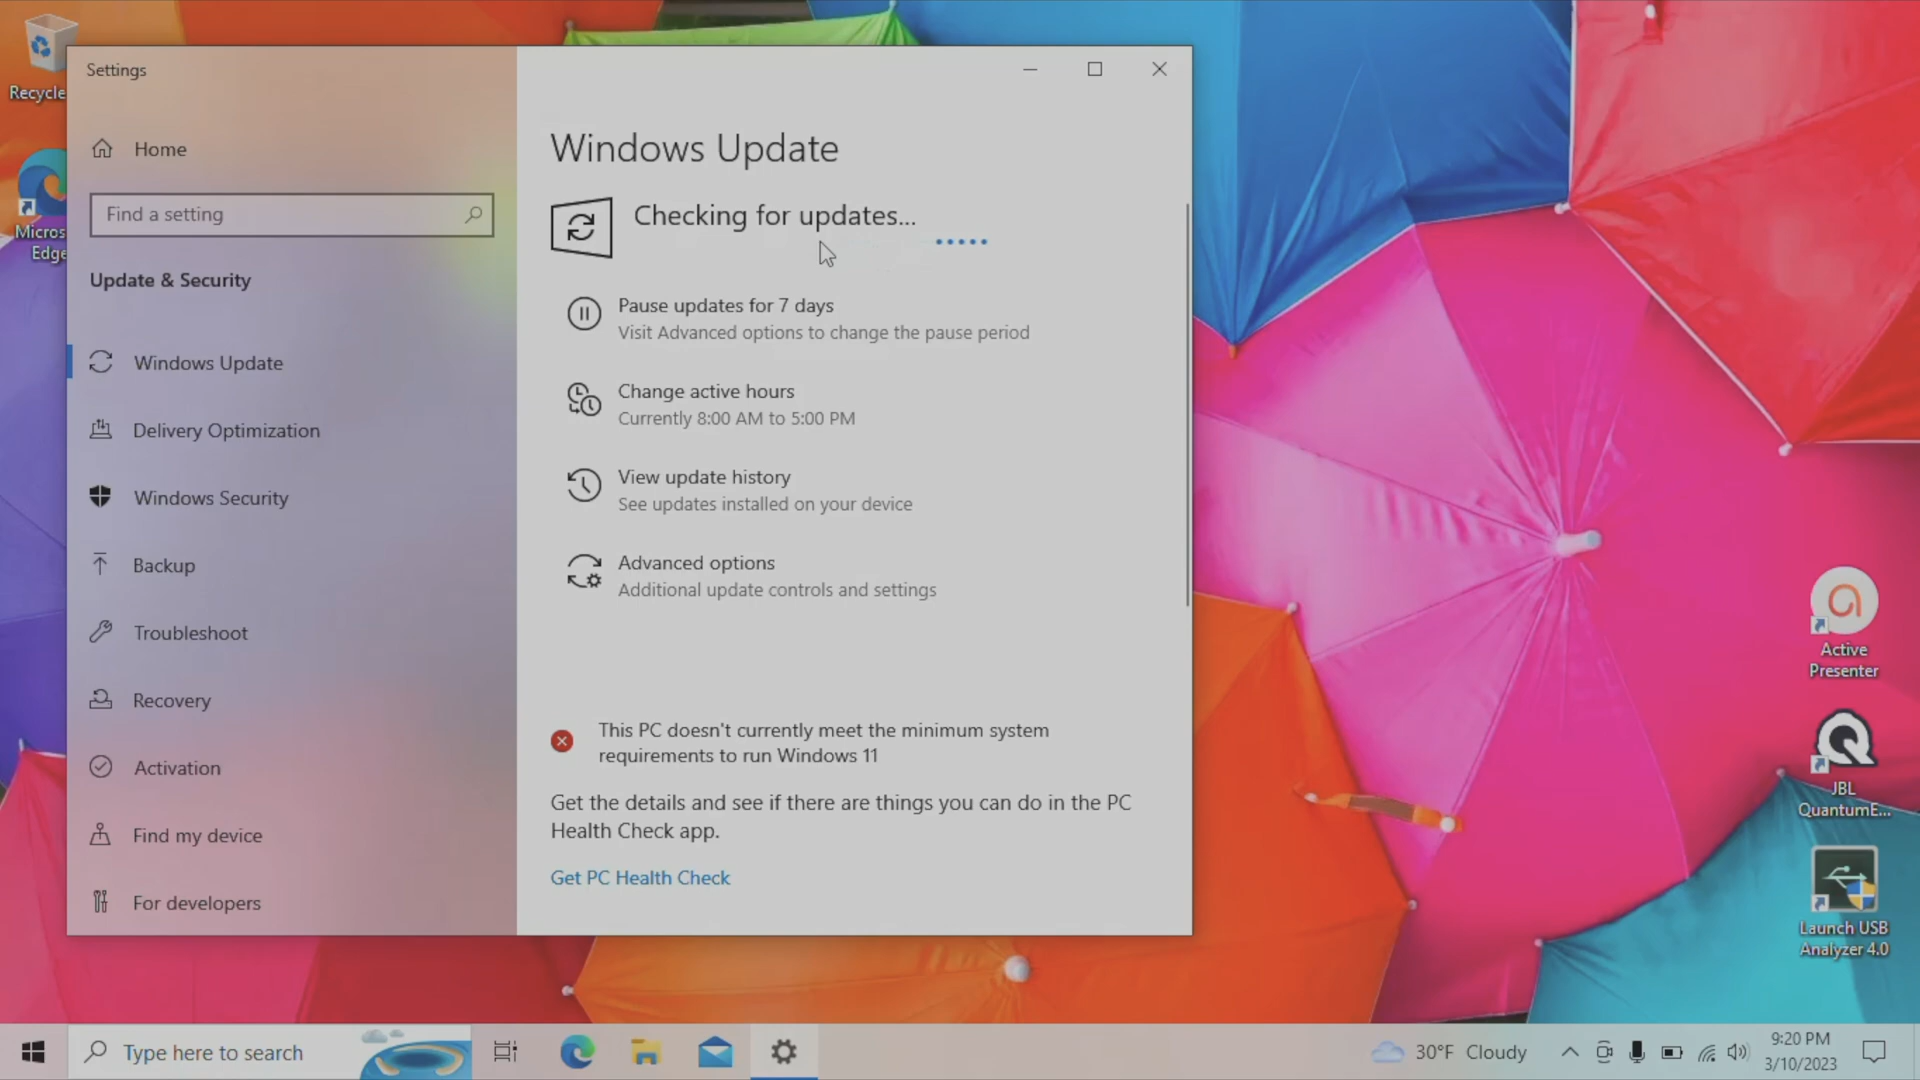 Recycle
Micros
Edge
Settings
Home
Find a setting
Update & Security
Windows Update
Delivery Optimization
Windows Security
Backup
Troubleshoot
Recovery
Activation
Find my device
For developers
Windows Update
Checking for updates...
Pause updates for 7 days
Visit Advanced options to change the pause period
Change active hours
Currently 8:00 AM to 5:00 PM
View update history
See updates installed on your device
Advanced options
Additional update controls and settings
This PC doesn't currently meet the minimum system
requirements to run Windows 11
Get the details and see if there are things you can do in the PC
Health Check app.
Get PC Health Check
Active
Presenter
JBL
QuantumE...
Launch USB
Analyzer 4.0
Type here to search
30°F Cloudy
9:20 PM
3/10/2023